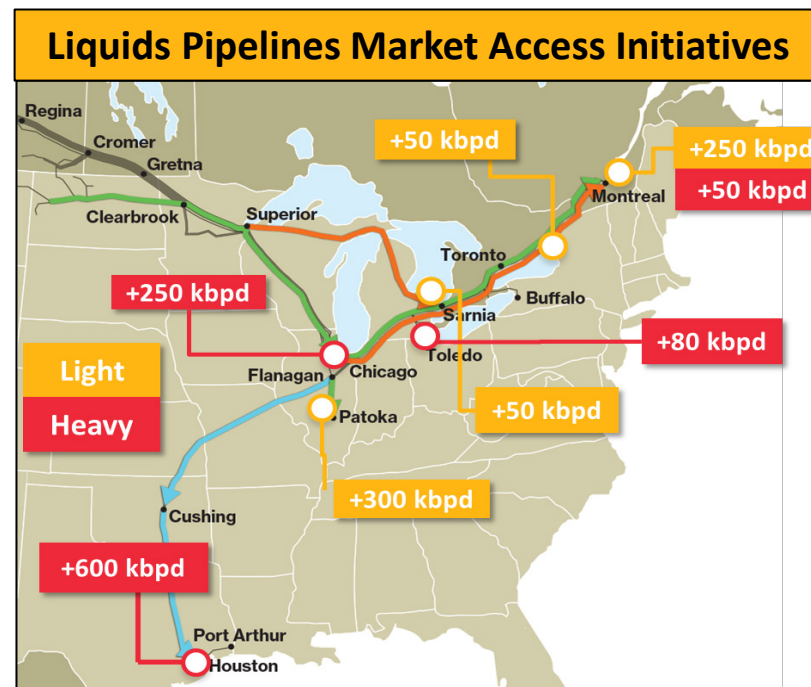 Liquids Pipelines Market Access Initiatives
Regina
Cromer
Gretna
Clearbrook
Superior
+50 kbpd
+250 kbpd
+50 kbpd
Montreal
Toronto
Buffalo
Sarnia
+250 kbpd
Toledo
+80 kbpd
Light
Heavy
Flanagan
Chicago
Patoka
+50 kbpd
+300 kbpd
Cushing
+600 kbpd
Port Arthur
Houston